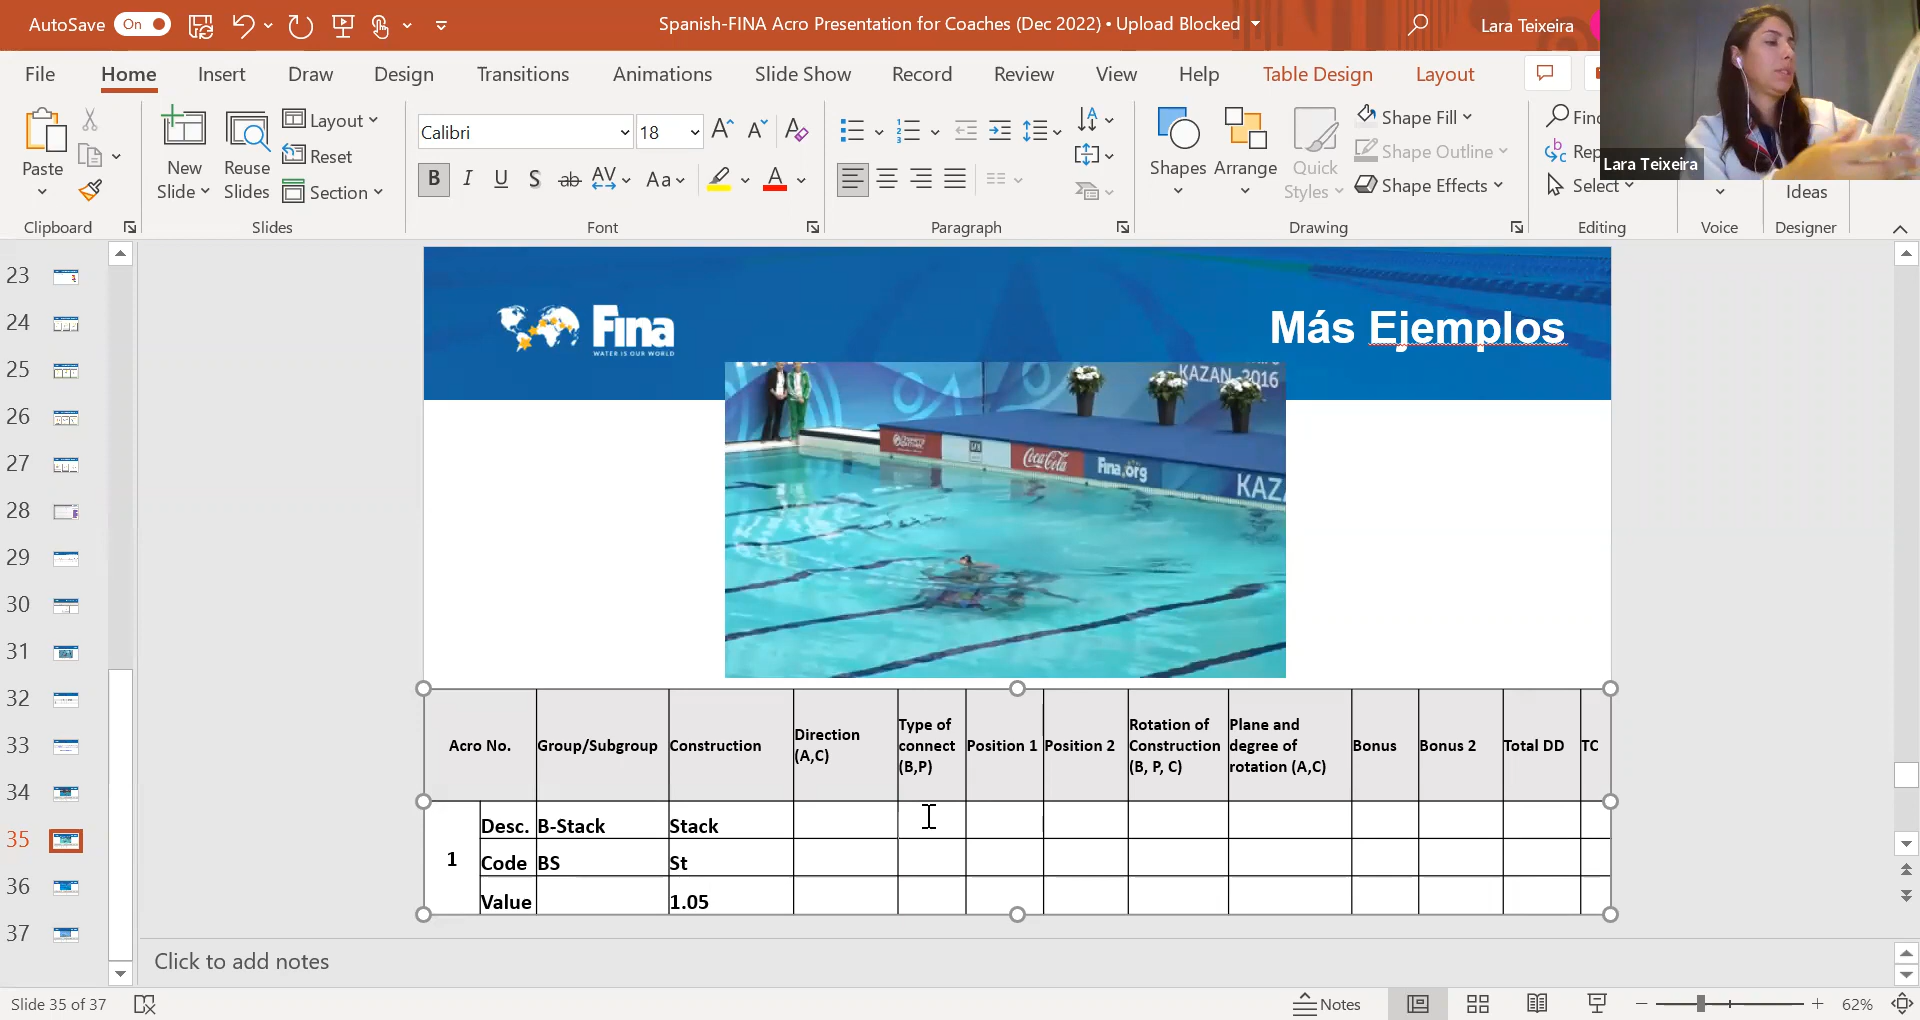 AutoSave On
Spanish-FINA Acro Presentation for Coaches (Dec 2022) • Upload Blocked
Lara Teixeira
File Home Insert Draw Design Transitions Animations Slide Show Record Review View Help Table Design Layout
Paste
New Slide
Reuse Slides
Layout
Reset
Section
Calibri
18
B I U S ab AV Aa A
Shapes
Arrange
Quick Styles
Shape Fill
Shape Outline
Shape Effects
Select
Lara Teixeira
Ideas
Clipboard Slides Font Paragraph Drawing Editing Voice Designer
23
24
25
26
27
28
29
30
31
32
33
34
35
36
37
Fina
WATER IS OUR WORLD
Más Ejemplos
KAZAN 2016
Coca-Cola
Fina.org
Acro No. Group/Subgroup Construction Direction (A,C) Type of connect (B,P) Position 1 Position 2 Rotation of Construction (B, P, C) Plane and degree of rotation (A,C) Bonus Bonus 2 Total DD TC
1
Desc. B-Stack Stack
Code BS St
Value 1.05
Click to add notes
Slide 35 of 37
Notes
62%